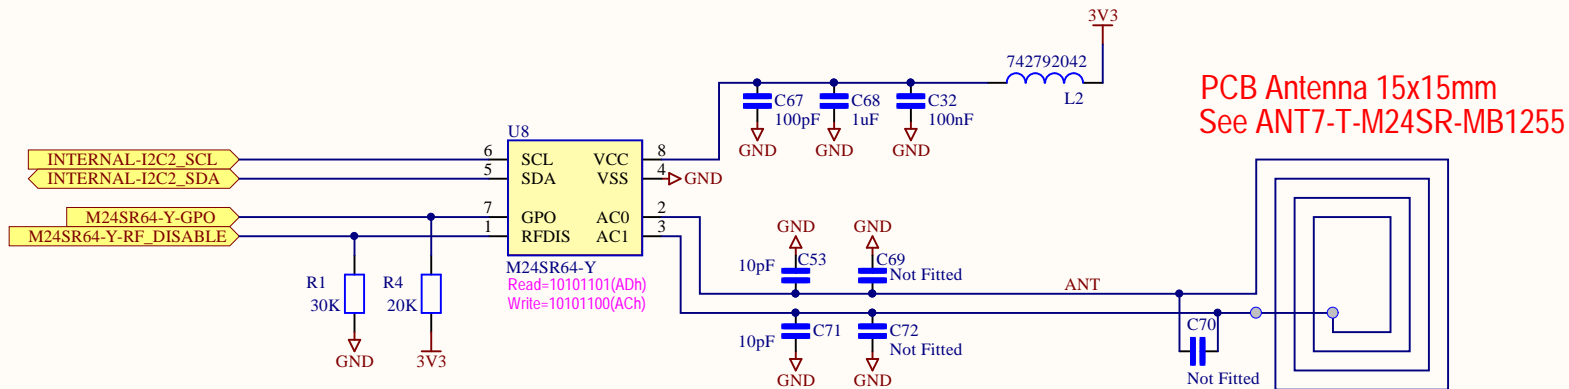 3V3
742792042
L2
PCB Antenna 15x15mm
See ANT7-T-M24SR-MB1255
C67
100pF
C68
1uF
C32
100nF
GND
GND
GND
U8
INTERNAL-I2C2_SCL
6
SCL
VCC
8
INTERNAL-I2C2_SDA
5
SDA
VSS
4
GND
M24SR64-Y-GPO
7
GPO
AC0
2
M24SR64-Y-RF_DISABLE
1
RFDIS
AC1
3
M24SR64-Y
Read=10101101(ADh)
Write=10101100(ACh)
R1
30K
R4
20K
GND
3V3
GND
GND
10pF
C53
C69
Not Fitted
ANT
10pF
C71
C72
Not Fitted
GND
GND
C70
Not Fitted